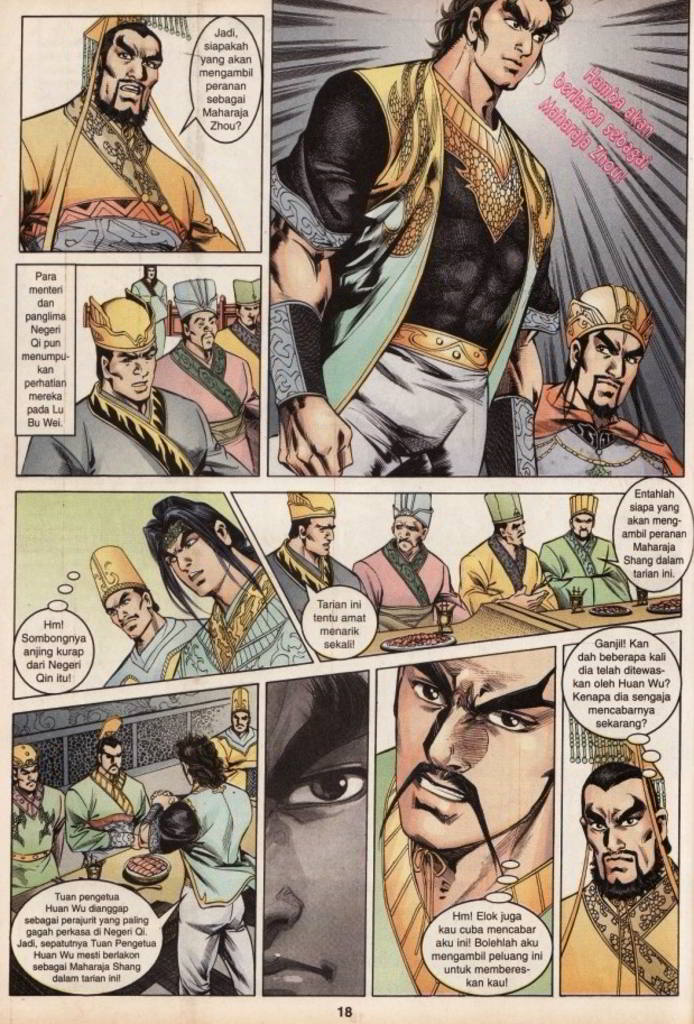 Jadi,
siapakah
yang akan
mengambil
peranan
sebagai
Maharaja
Zhou?
Hamba akan
berlakon sebagai
Maharaja Zhou!
Para
menteri
dan
panglima
Negeri
Qi pun
menumpu-
kan
perhatian
mereka
pada Lu
Bu Wei.
Hm!
Sombongnya
anjing kurap
dari Negeri
Qin itu!
Tarian ini
tentu amat
menarik
sekali!
Entahlah
siapa yang
akan meng-
ambil peranan
Maharaja
Shang dalam
tarian ini.
Tuan pengetua
Huan Wu dianggap
sebagai perajurit yang paling
gagah perkasa di Negeri Qi.
Jadi, sepatutnya Tuan Pengetua
Huan Wu mesti berlakon
sebagai Maharaja Shang
dalam tarian ini!
Hm! Elok juga
kau cuba mencabar
aku ini! Bolehlah aku
mengambil peluang ini
untuk memberes-
kan kau!
Ganjil! Kan
dah beberapa kali
dia telah ditewas-
kan oleh Huan Wu?
Kenapa dia sengaja
mencabarnya
sekarang?
18